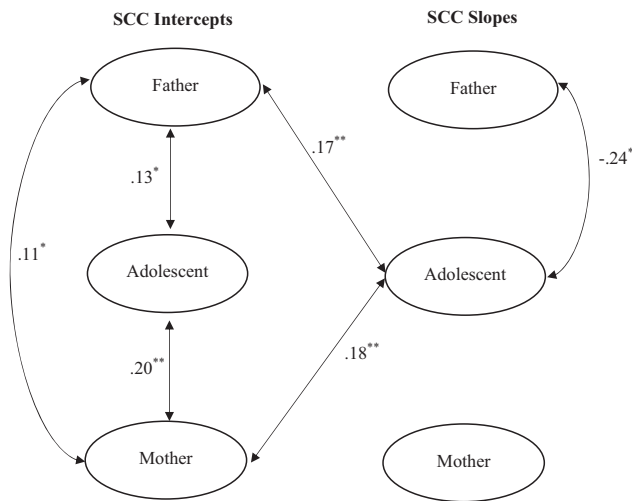 SCC Intercepts
SCC Slopes
Father
Father
.17**
-.24*
.13*
.11*
Adolescent
Adolescent
.20**
.18**
Mother
Mother